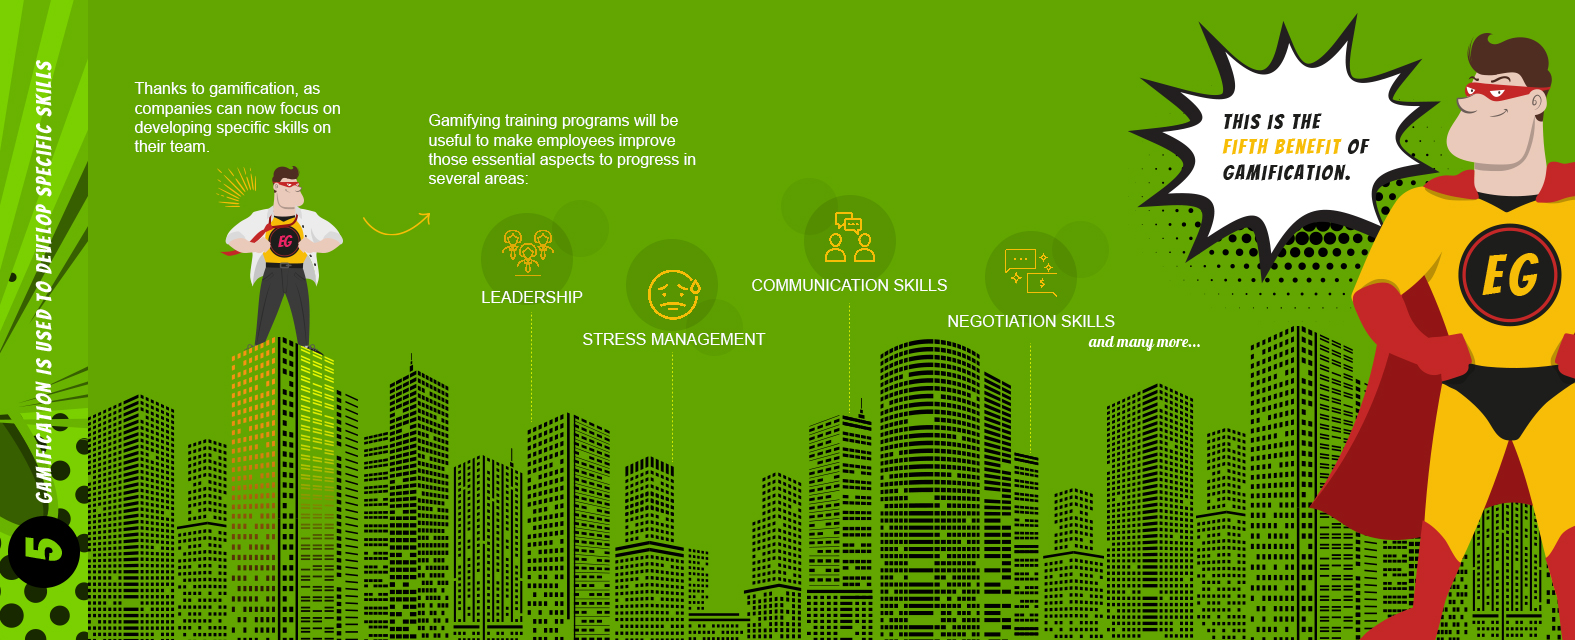 GAMIFICATION IS USED TO DEVELOP SPECIFIC SKILLS
5
Thanks to gamification, as
companies can now focus on
developing specific skills on
their team.
EG
Gamifying training programs will be
useful to make employees improve
those essential aspects to progress in
several areas:
LEADERSHIP
STRESS MANAGEMENT
COMMUNICATION SKILLS
$
NEGOTIATION SKILLS
and many more...
THIS IS THE
FIFTH BENEFIT OF
GAMIFICATION.
EG